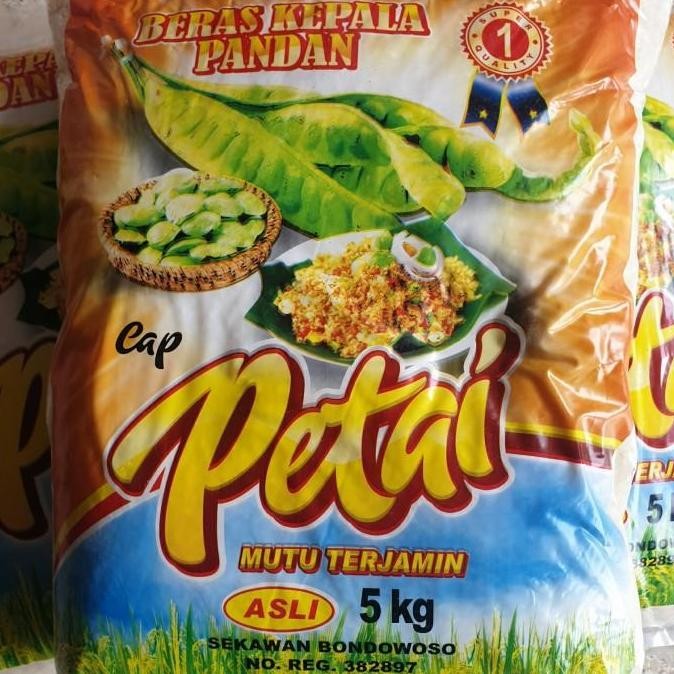 BERAS KEPALA
PANDAN
SUPER
1
QUALITY
Cap
Petai
MUTU TERJAMIN
ASLI 5 kg
SEKAWAN BONDOWOSO
NO. REG. 382897